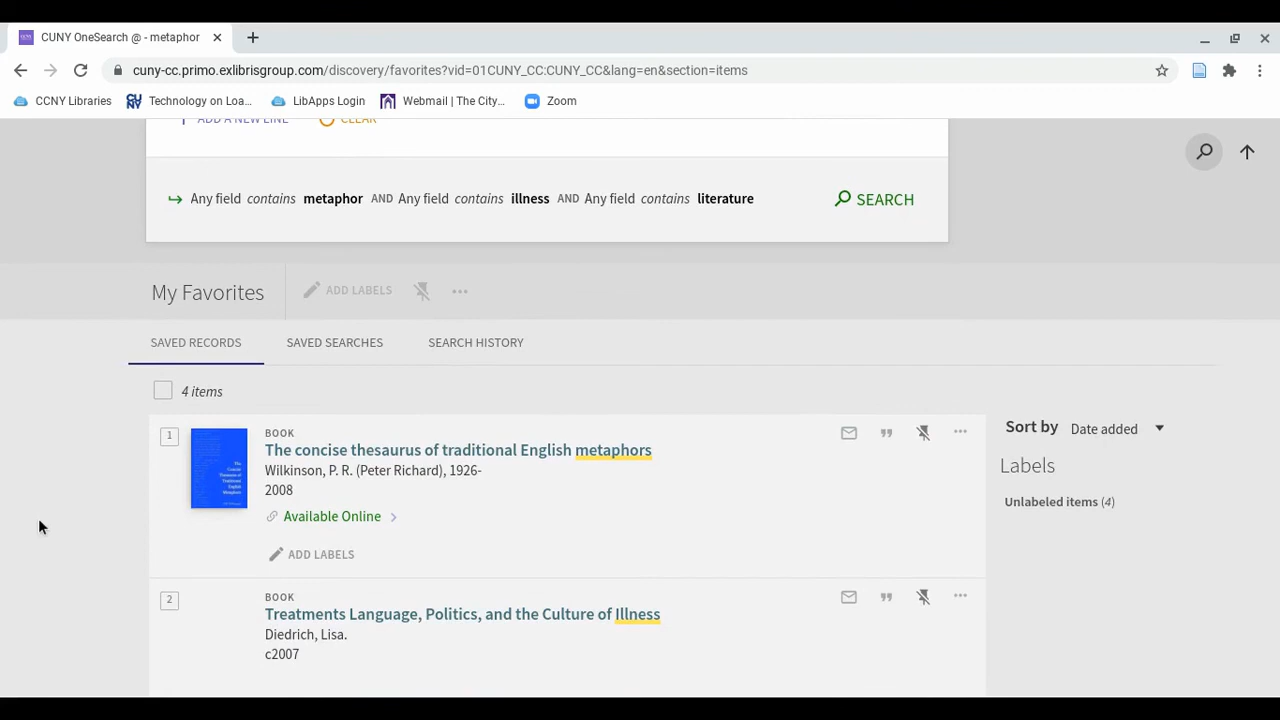 CUNY OneSearch @ - metaphor
cuny-cc.primo.exlibrisgroup.com/discovery/favorites?vid=01CUNY_CC:CUNY_CC&lang=en&section=items
CCNY Libraries Technology on Loa... LibApps Login Webmail | The City... Zoom
ADD A NEW LINE CLEAR
Any field contains metaphor AND Any field contains illness AND Any field contains literature SEARCH
My Favorites ADD LABELS
SAVED RECORDS SAVED SEARCHES SEARCH HISTORY
4 items
1 BOOK
The concise thesaurus of traditional English metaphors
Wilkinson, P. R. (Peter Richard), 1926-
2008
Available Online
ADD LABELS
Sort by Date added
Labels
Unlabeled items (4)
2 BOOK
Treatments Language, Politics, and the Culture of Illness
Diedrich, Lisa.
c2007